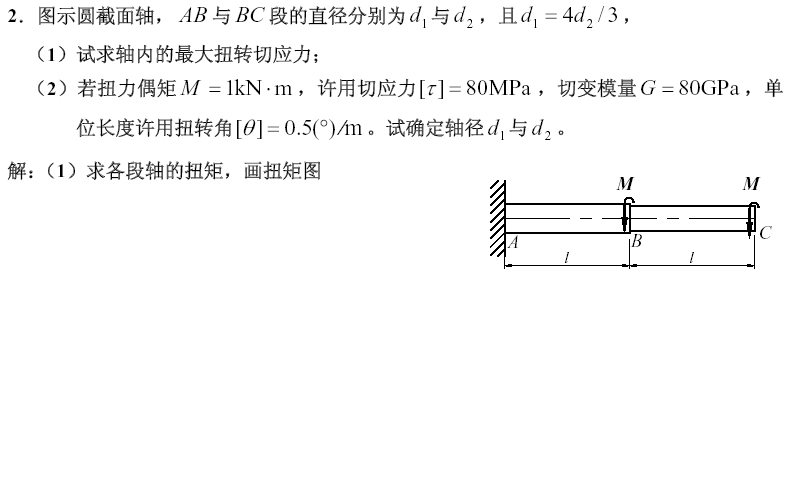 2．图示圆截面轴， AB 与 BC 段的直径分别为 d₁ 与 d₂ ，且 d₁ = 4d₂ / 3 ，
（1）试求轴内的最大扭转切应力；
（2）若扭力偶矩 M = 1kN · m ，许用切应力 [τ] = 80MPa ，切变模量 G = 80GPa ，单
位长度许用扭转角 [θ] = 0.5(°)/m 。试确定轴径 d₁ 与 d₂ 。
解：（1）求各段轴的扭矩，画扭矩图
M M
A B C
l l